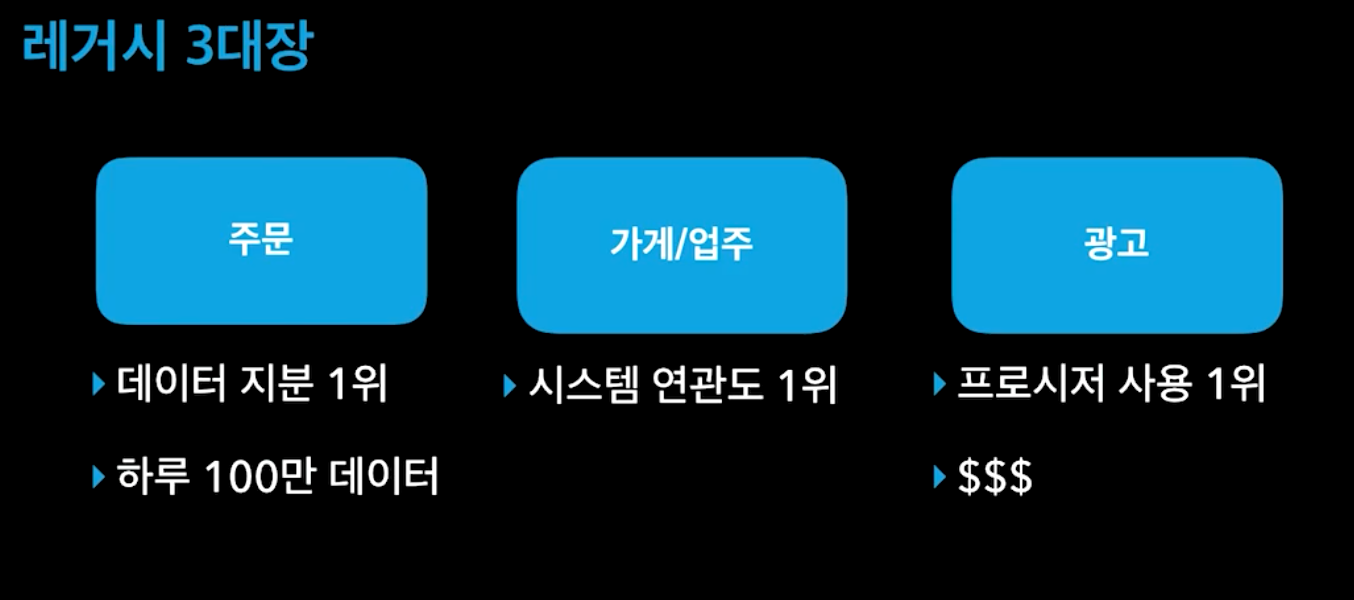 레거시 3대장
주문
가게/업주
광고
데이터 지분 1위
하루 100만 데이터
시스템 연관도 1위
프로시저 사용 1위
$$$